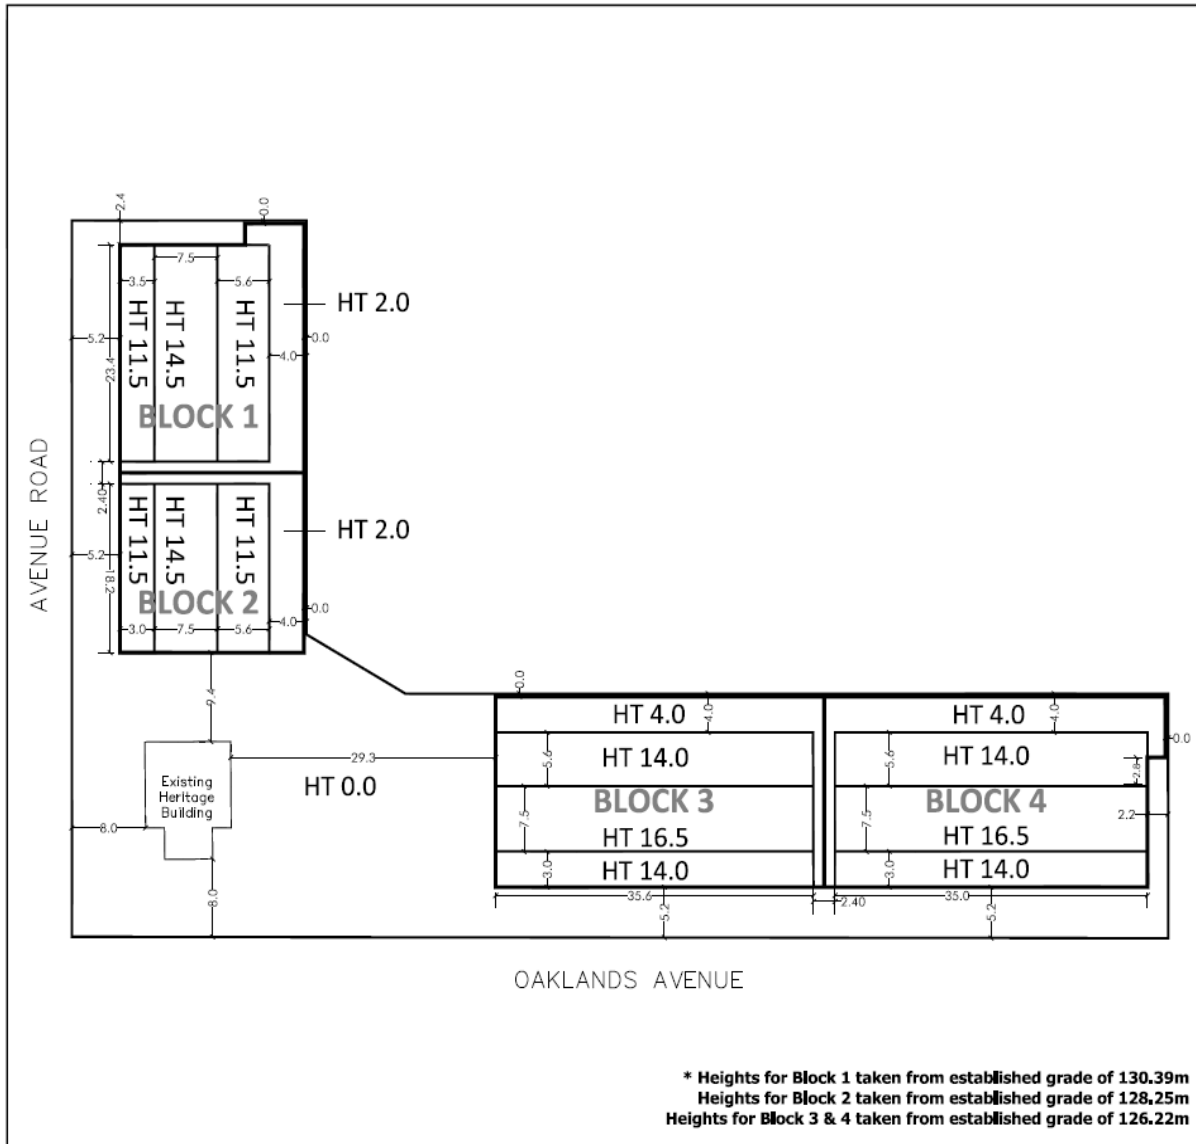 2.4
0.0
7.5
3.5
5.6
HT 11.5
HT 14.5
HT 11.5
HT 2.0
5.2
23.4
0.0
4.0
BLOCK 1
AVENUE ROAD
2.40
HT 11.5
HT 14.5
HT 11.5
HT 2.0
5.2
18.2
BLOCK 2
0.0
3.0
7.5
5.6
4.0
9.4
0.0
HT 4.0
4.0
HT 4.0
4.0
0.0
29.3
5.6
HT 14.0
5.6
HT 14.0
2.8
Existing
Heritage
Building
HT 0.0
BLOCK 3
BLOCK 4
8.0
7.5
HT 16.5
7.5
HT 16.5
2.2
3.0
HT 14.0
3.0
HT 14.0
8.0
35.6
2.40
35.0
5.2
5.2
OAKLANDS AVENUE
* Heights for Block 1 taken from established grade of 130.39m
Heights for Block 2 taken from established grade of 128.25m
Heights for Block 3 & 4 taken from established grade of 126.22m